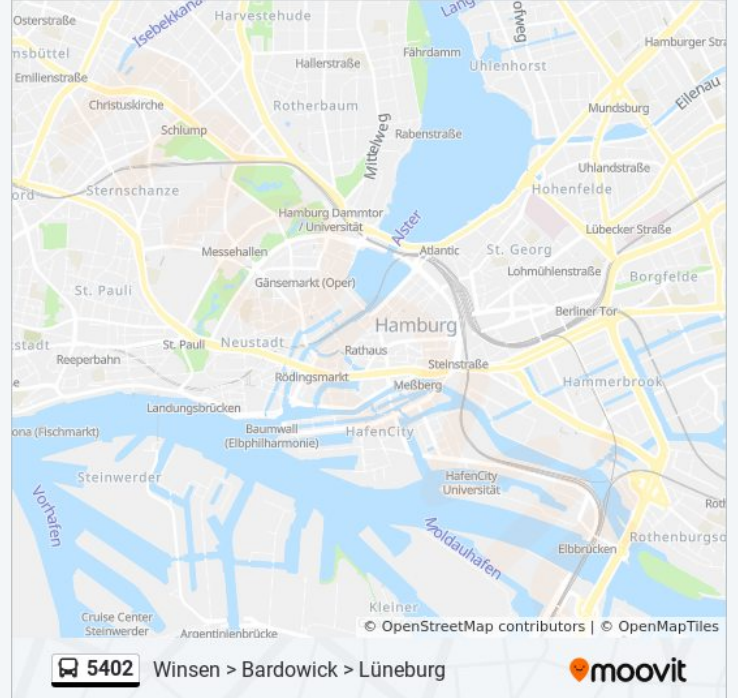 Osterstraße
Isebekkana
Harvestehude
Lang
ofweg
Hamburger Stra
msbüttel
Emilienstraße
Hallerstraße
Fährdamm
Uhlenhorst
Eilenau
Christuskirche
Rotherbaum
Mundsburg
Schlump
Mittelweg
Rabenstraße
Uhlandstraße
ord
Sternschanze
Hohenfelde
Hamburg Dammtor
/ Universität
Alster
Lübecker Straße
Messehallen
Atlantic
St. Georg
Lohmühlenstraße
Borgfelde
St. Pauli
Gänsemarkt (Oper)
Berliner Tor
Hamburg
stadt
St. Pauli
Neustadt
Rathaus
Reeperbahn
Steinstraße
e
Rödingsmarkt
Meßberg
Hammerbrook
Landungsbrücken
ona (Fischmarkt)
Baumwall
(Elbphilharmonie)
HafenCity
Steinwerder
HafenCity
Universität
Vorhafen
Moldauhafen
Rothenburgso
Elbbrücken
Kleiner
Cruise Center
Steinwerder
Argentinienbrücke
© OpenStreetMap contributors | © OpenMapTiles
5402 Winsen > Bardowick > Lüneburg
moovit